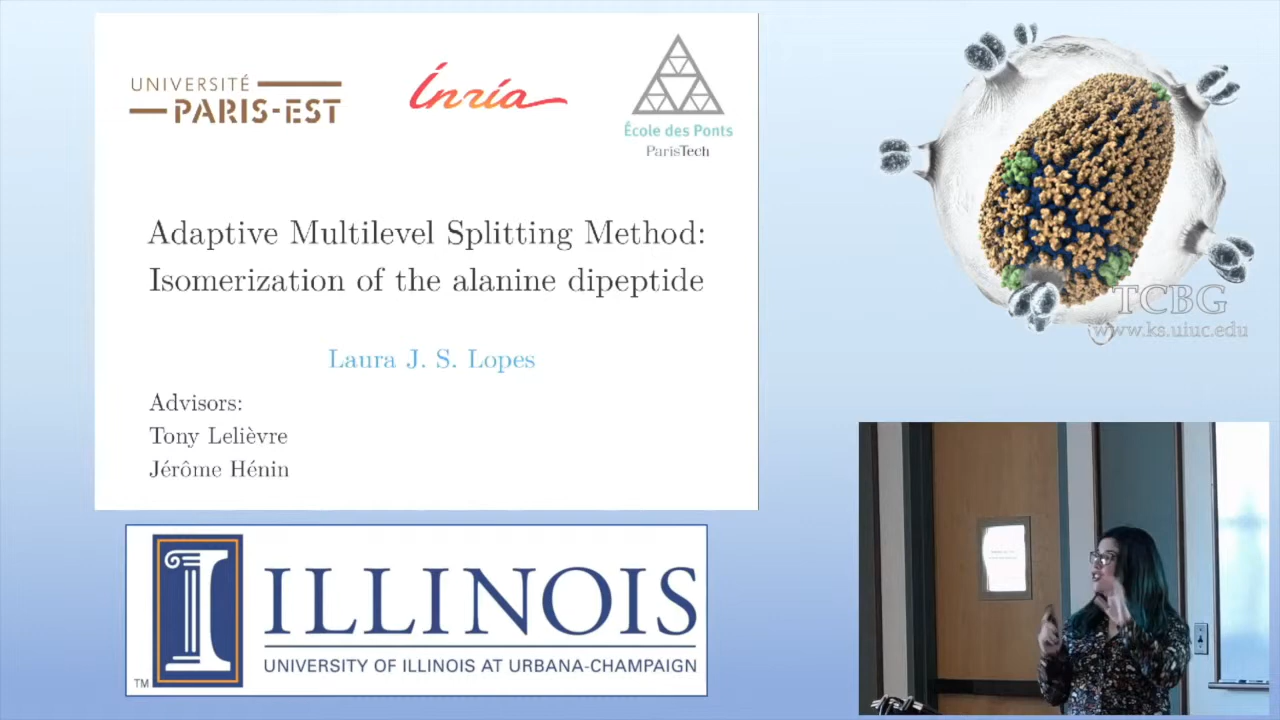 UNIVERSITÉ
PARIS-EST
Inria
École des Ponts
ParisTech
Adaptive Multilevel Splitting Method:
Isomerization of the alanine dipeptide
Laura J. S. Lopes
Advisors:
Tony Lelièvre
Jérôme Hénin
TCBG
www.ks.uiuc.edu
I ILLINOIS
UNIVERSITY OF ILLINOIS AT URBANA-CHAMPAIGN
TM